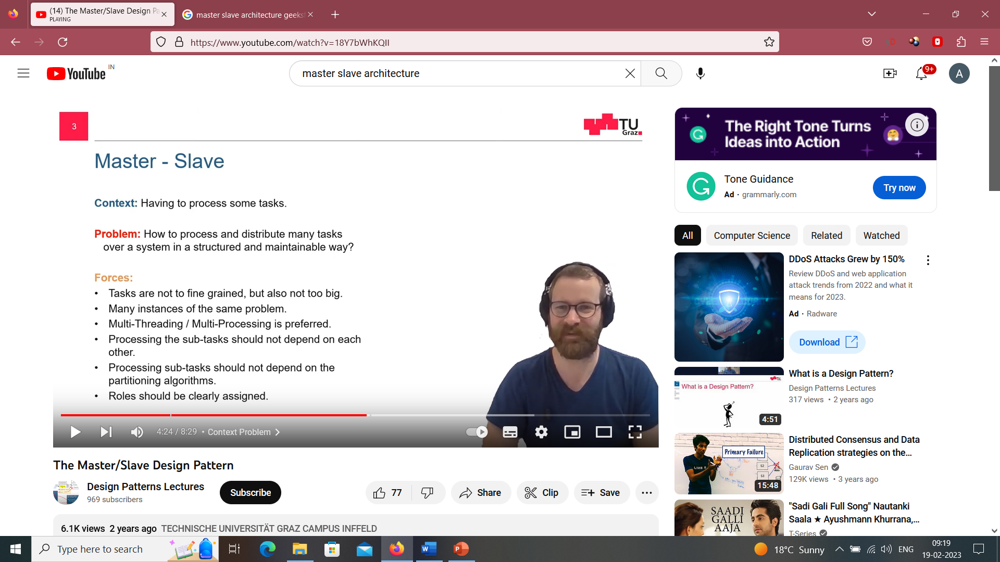 (14) The Master/Slave Design Pa
PLAYING
master slave architecture geeks
https://www.youtube.com/watch?v=18Y7bWhKQII
YouTube IN
master slave architecture
9+
A
3
TU
Graz
Master - Slave
Context: Having to process some tasks.
Problem: How to process and distribute many tasks
over a system in a structured and maintainable way?
Forces:
• Tasks are not to fine grained, but also not too big.
• Many instances of the same problem.
• Multi-Threading / Multi-Processing is preferred.
• Processing the sub-tasks should not depend on each
other.
• Processing sub-tasks should not depend on the
partitioning algorithms.
• Roles should be clearly assigned.
4:24 / 8:29 • Context Problem
The Master/Slave Design Pattern
Design Patterns Lectures
969 subscribers
Subscribe
77
Share
Clip
Save
6.1K views 2 years ago TECHNISCHE UNIVERSITÄT GRAZ CAMPUS INFFELD
The Right Tone Turns
Ideas into Action
Tone Guidance
Ad · grammarly.com
Try now
All
Computer Science
Related
Watched
DDoS Attacks Grew by 150%
Review DDoS and web application
attack trends from 2022 and what it
means for 2023.
Ad · Radware
Download
What is a Design Pattern?
4:51
What is a Design Pattern?
Design Patterns Lectures
317 views • 2 years ago
Primary Failure
S2
S3
15:48
Distributed Consensus and Data
Replication strategies on the...
Gaurav Sen
129K views • 3 years ago
SAADI
GALLI
AAJA
"Sadi Gali Full Song" Nautanki
Saala ★ Ayushmann Khurrana,...
T-Series
Type here to search
18°C Sunny
ENG
09:19
19-02-2023